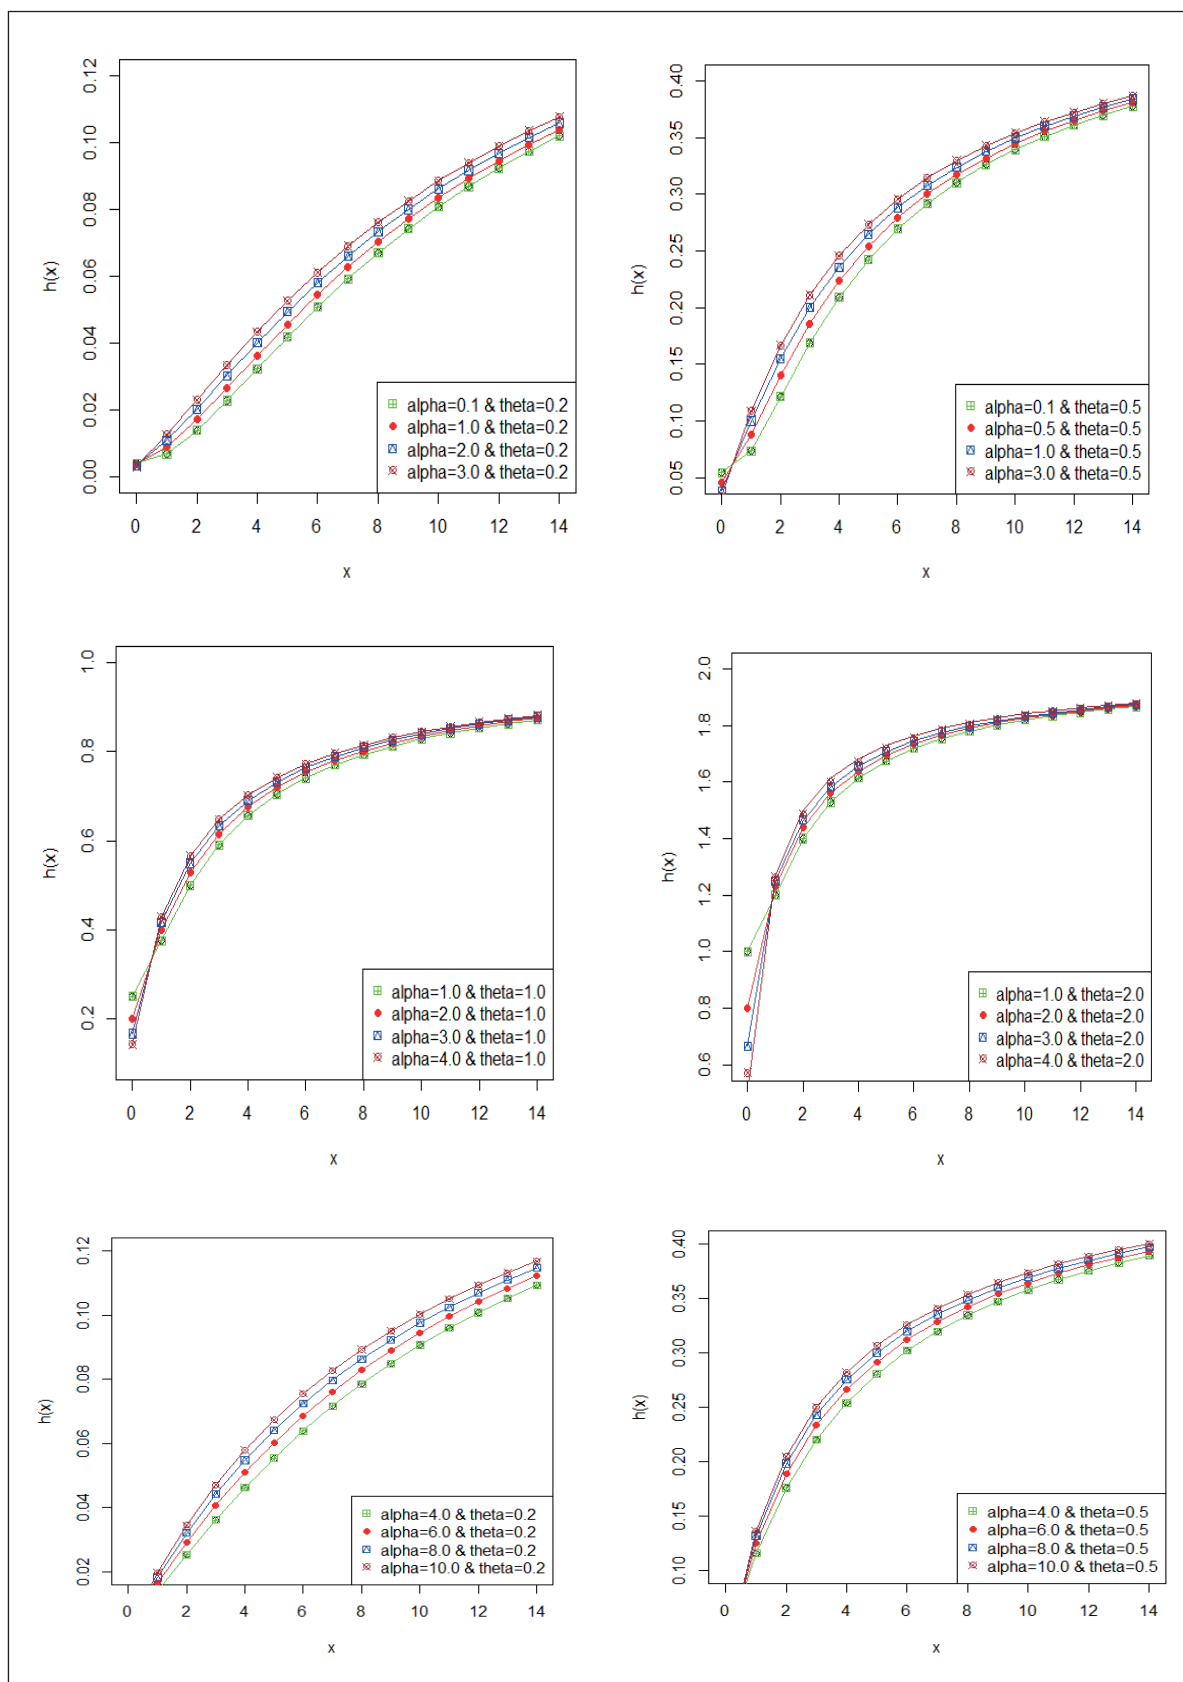 0.12
0.10
0.08
0.06
0.04
0.02
0.00
h(x)
alpha=0.1 & theta=0.2
alpha=1.0 & theta=0.2
alpha=2.0 & theta=0.2
alpha=3.0 & theta=0.2
0 2 4 6 8 10 12 14
x
0.40
0.35
0.30
0.25
0.20
0.15
0.10
0.05
h(x)
alpha=0.1 & theta=0.5
alpha=0.5 & theta=0.5
alpha=1.0 & theta=0.5
alpha=3.0 & theta=0.5
0 2 4 6 8 10 12 14
x
1.0
0.8
0.6
0.4
0.2
h(x)
alpha=1.0 & theta=1.0
alpha=2.0 & theta=1.0
alpha=3.0 & theta=1.0
alpha=4.0 & theta=1.0
0 2 4 6 8 10 12 14
x
2.0
1.8
1.6
1.4
1.2
1.0
0.8
0.6
h(x)
alpha=1.0 & theta=2.0
alpha=2.0 & theta=2.0
alpha=3.0 & theta=2.0
alpha=4.0 & theta=2.0
0 2 4 6 8 10 12 14
x
0.12
0.10
0.08
0.06
0.04
0.02
h(x)
alpha=4.0 & theta=0.2
alpha=6.0 & theta=0.2
alpha=8.0 & theta=0.2
alpha=10.0 & theta=0.2
0 2 4 6 8 10 12 14
x
0.40
0.35
0.30
0.25
0.20
0.15
0.10
h(x)
alpha=4.0 & theta=0.5
alpha=6.0 & theta=0.5
alpha=8.0 & theta=0.5
alpha=10.0 & theta=0.5
0 2 4 6 8 10 12 14
x